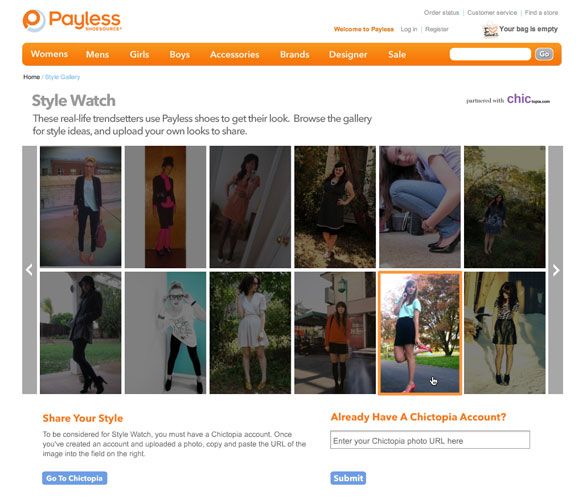 Order status | Customer service | Find a store
Payless
SHOESOURCE
Welcome to Payless Log in | Register
Your bag is empty
Womens Mens Girls Boys Accessories Brands Designer Sale Go
Home / Style Gallery
Style Watch
partnered with chictopia.com
These real-life trendsetters use Payless shoes to get their look. Browse the gallery
for style ideas, and upload your own looks to share.
Share Your Style
To be considered for Style Watch, you must have a Chictopia account. Once
you've created an account and uploaded a photo, copy and paste the URL of the
image into the field on the right.
Go To Chictopia
Already Have A Chictopia Account?
Enter your Chictopia photo URL here
Submit